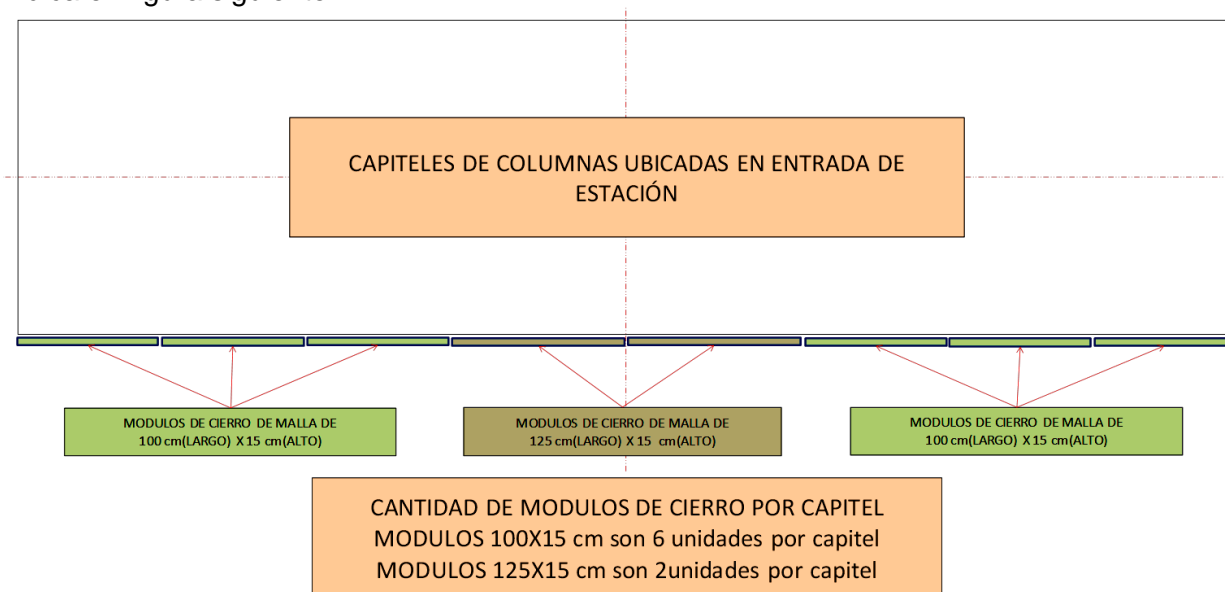 CAPITELES DE COLUMNAS UBICADAS EN ENTRADA DE
ESTACIÓN
MODULOS DE CIERRO DE MALLA DE
100 cm(LARGO) X 15 cm(ALTO)
MODULOS DE CIERRO DE MALLA DE
125 cm(LARGO) X 15 cm(ALTO)
MODULOS DE CIERRO DE MALLA DE
100 cm(LARGO) X 15 cm(ALTO)
CANTIDAD DE MODULOS DE CIERRO POR CAPITEL
MODULOS 100X15 cm son 6 unidades por capitel
MODULOS 125X15 cm son 2unidades por capitel